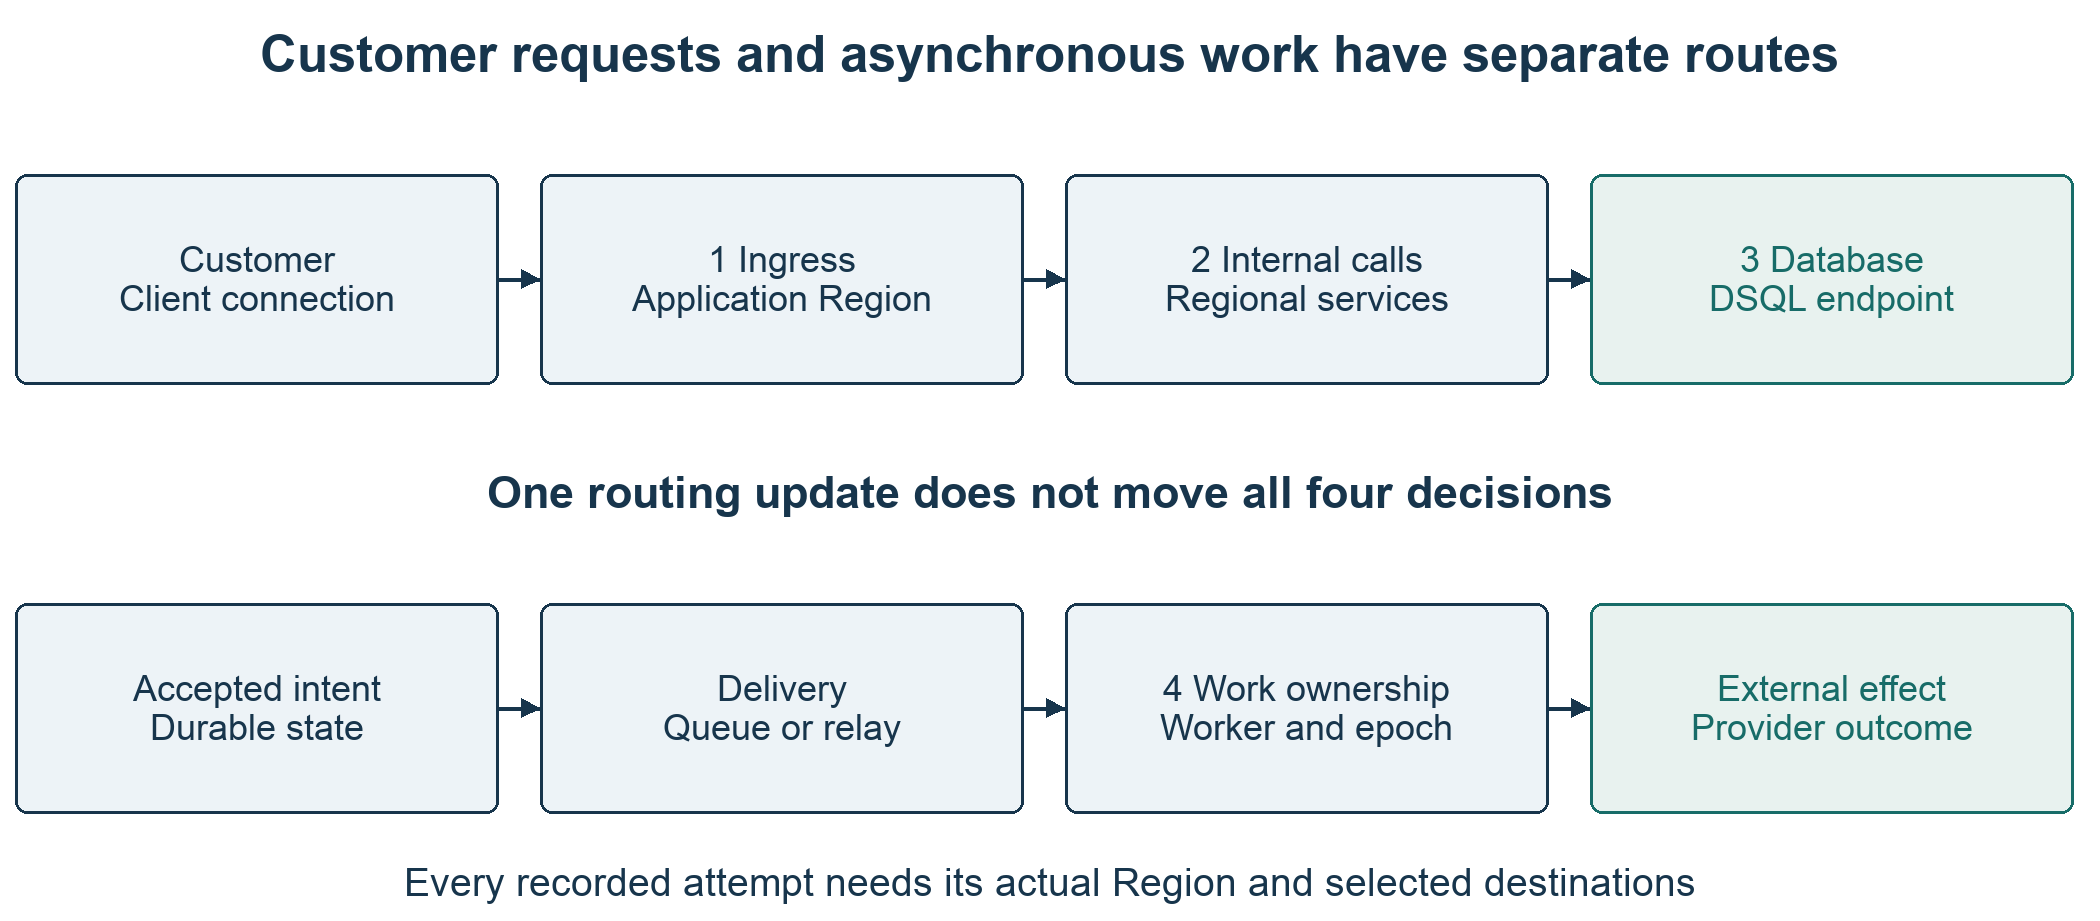 Customer requests and asynchronous work have separate routes
Customer
Client connection
1 Ingress
Application Region
2 Internal calls
Regional services
3 Database
DSQL endpoint
One routing update does not move all four decisions
Accepted intent
Durable state
Delivery
Queue or relay
4 Work ownership
Worker and epoch
External effect
Provider outcome
Every recorded attempt needs its actual Region and selected destinations